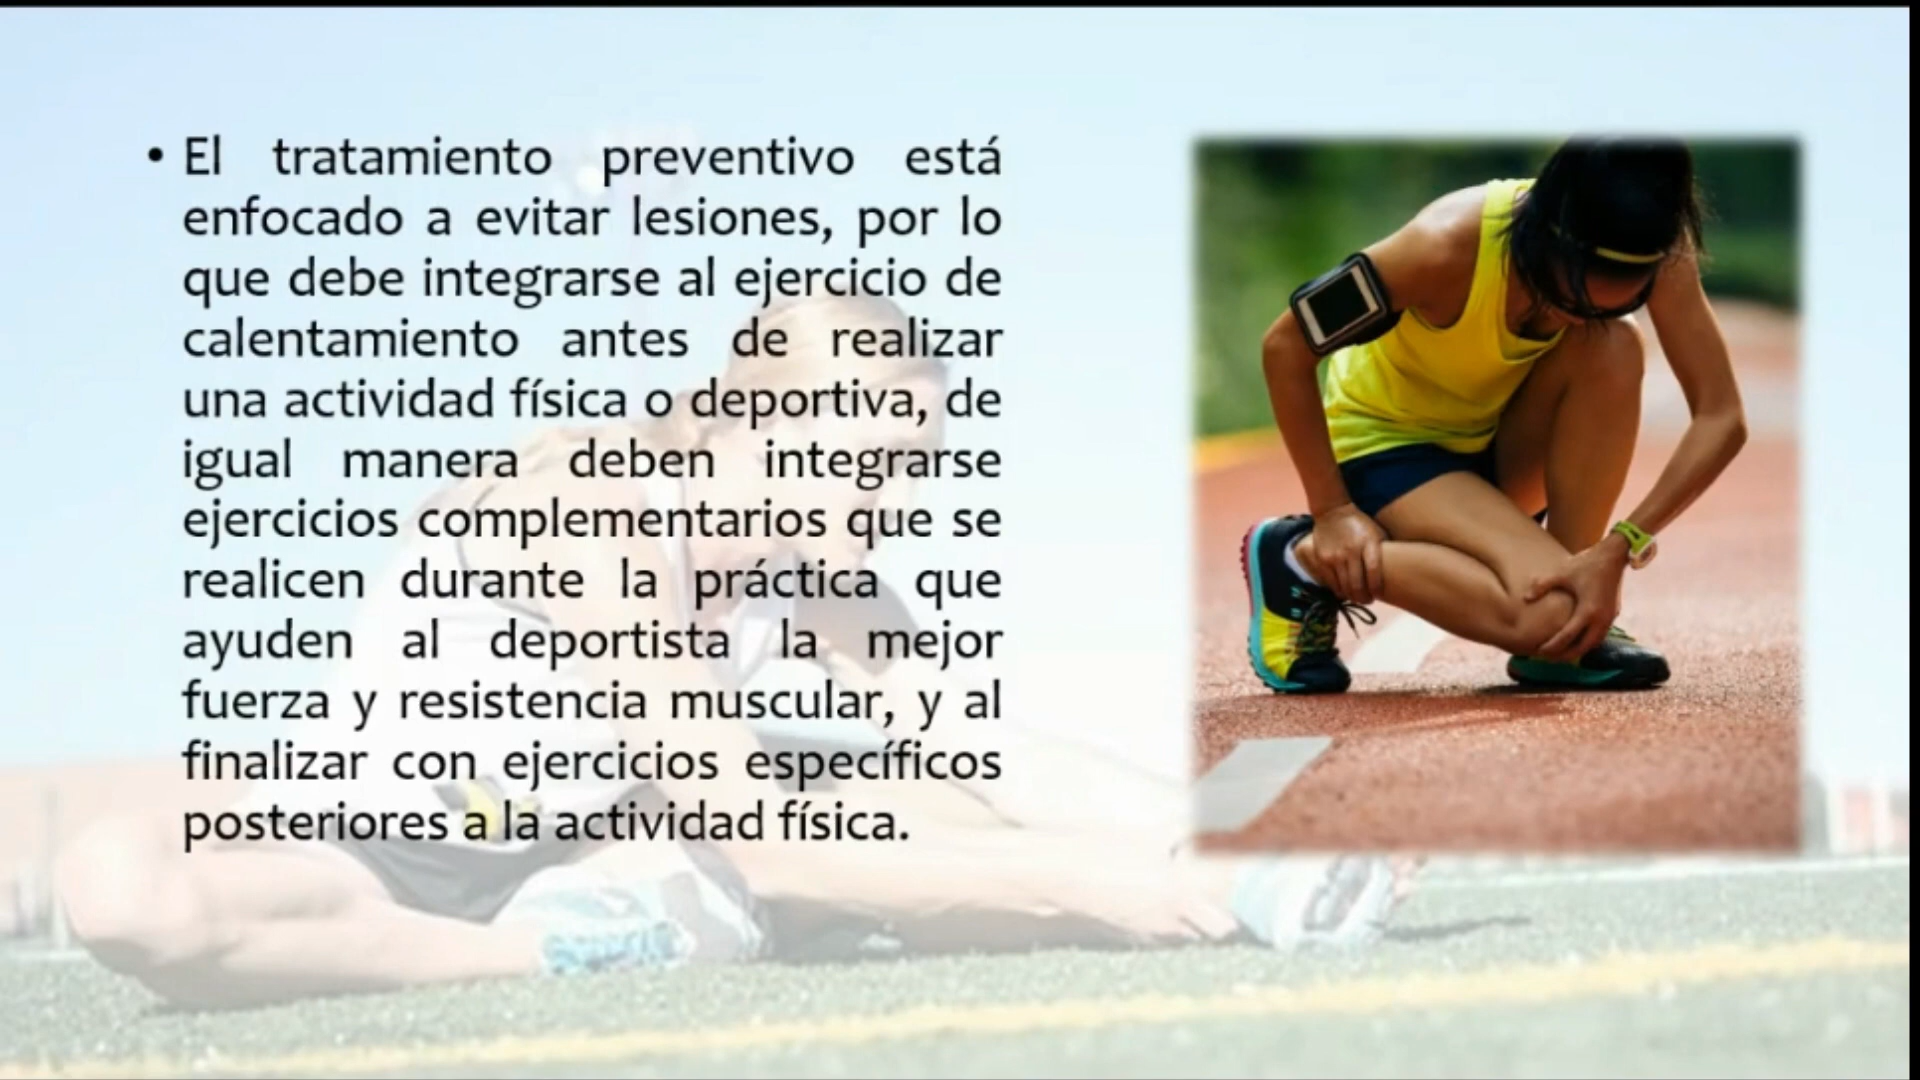 • El tratamiento preventivo está
enfocado a evitar lesiones, por lo
que debe integrarse al ejercicio de
calentamiento antes de realizar
una actividad física o deportiva, de
igual manera deben integrarse
ejercicios complementarios que se
realicen durante la práctica que
ayuden al deportista la mejor
fuerza y resistencia muscular, y al
finalizar con ejercicios específicos
posteriores a la actividad física.